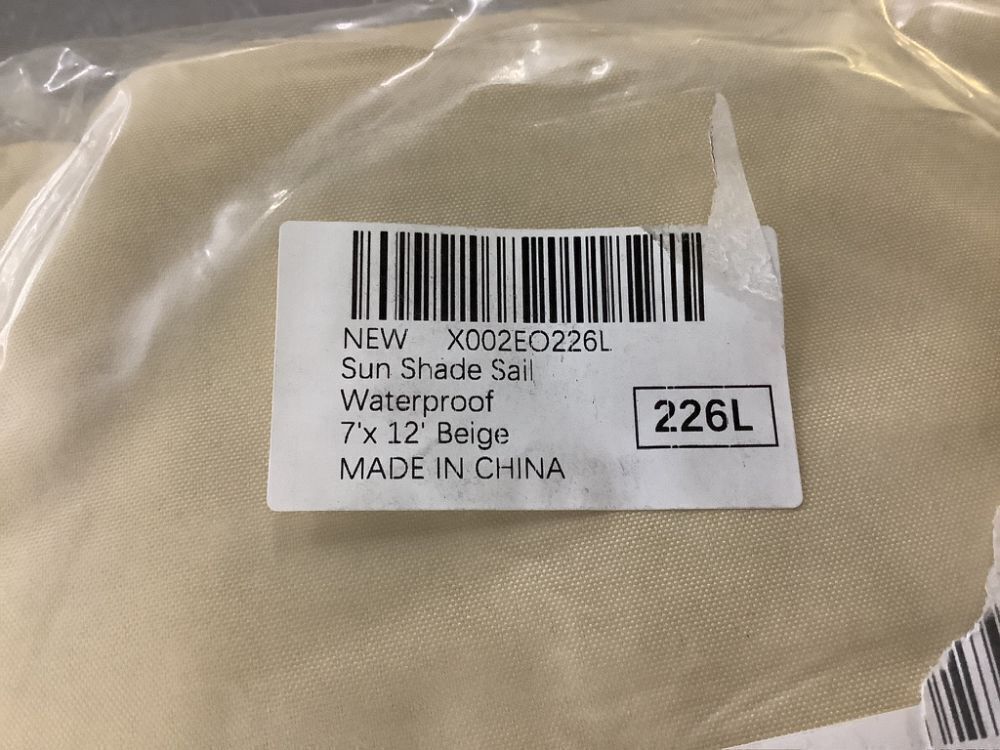 NEW X002EO226L
Sun Shade Sail
Waterproof
7'x 12' Beige
226L
MADE IN CHINA